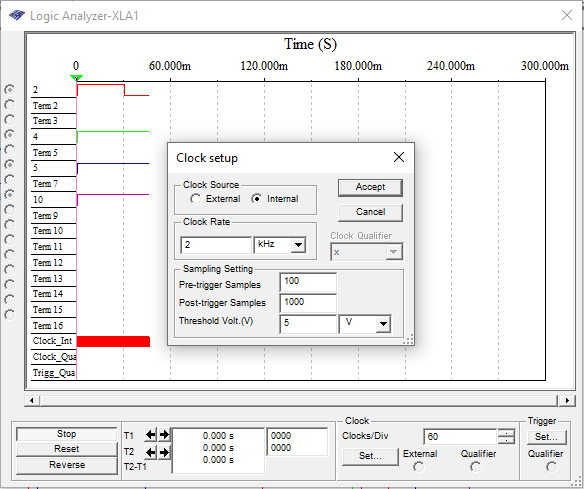 Logic Analyzer-XLA1
Time (S)
0 60.000m 120.000m 180.000m 240.000m 300.000m
2
Term 2
Term 3
4
Term 5
5
Term 7
10
Term 9
Term 10
Term 11
Term 12
Term 13
Term 14
Term 15
Term 16
Clock_Int
Clock_Qua
Trigg_Qua
Clock setup
Clock Source
External Internal
Accept
Cancel
Clock Rate
2 kHz
Clock Qualifier
x
Sampling Setting
Pre-trigger Samples 100
Post-trigger Samples 1000
Threshold Volt.(V) 5 V
Stop
Reset
Reverse
T1 0.000 s 0000
T2 0.000 s 0000
T2-T1 0.000 s
Clock
Clocks/Div 60
Set... External Qualifier
Trigger
Set...
Qualifier